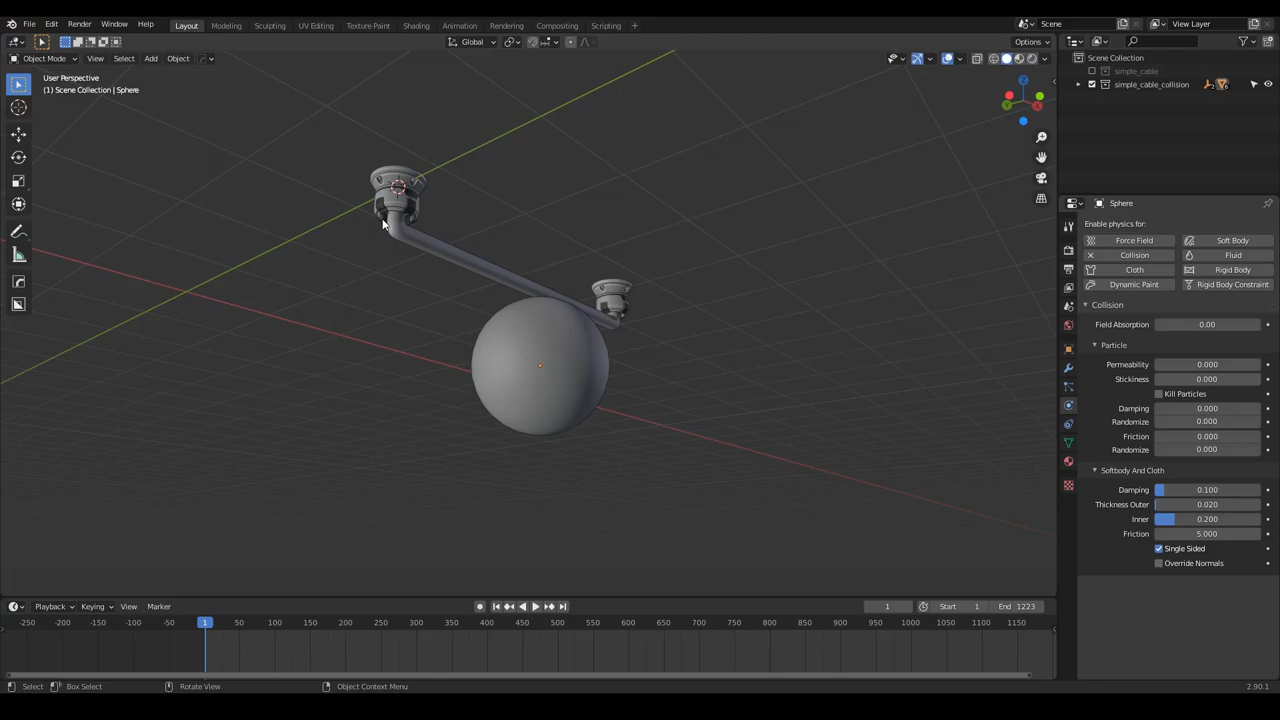 File Edit Render Window Help Layout Modeling Sculpting UV Editing Texture Paint Shading Animation Rendering Compositing Scripting + Scene View Layer
Global Options
Object Mode View Select Add Object
User Perspective
(1) Scene Collection | Sphere
Z
Y X
Scene Collection
simple_cable
simple_cable_collision 2 6
Sphere
Enable physics for:
Force Field Soft Body
Collision Fluid
Cloth Rigid Body
Dynamic Paint Rigid Body Constraint
Collision
Field Absorption 0.00
Particle
Permeability 0.000
Stickiness 0.000
Kill Particles
Damping 0.000
Randomize 0.000
Friction 0.000
Randomize 0.000
Softbody And Cloth
Damping 0.100
Thickness Outer 0.020
Inner 0.200
Friction 5.000
Single Sided
Override Normals
Playback Keying View Marker 1 Start 1 End 1223
-250 -200 -150 -100 -50 1 50 100 150 200 250 300 350 400 450 500 550 600 650 700 750 800 850 900 950 1000 1050 1100 1150
Select Box Select Rotate View Object Context Menu 2.90.1